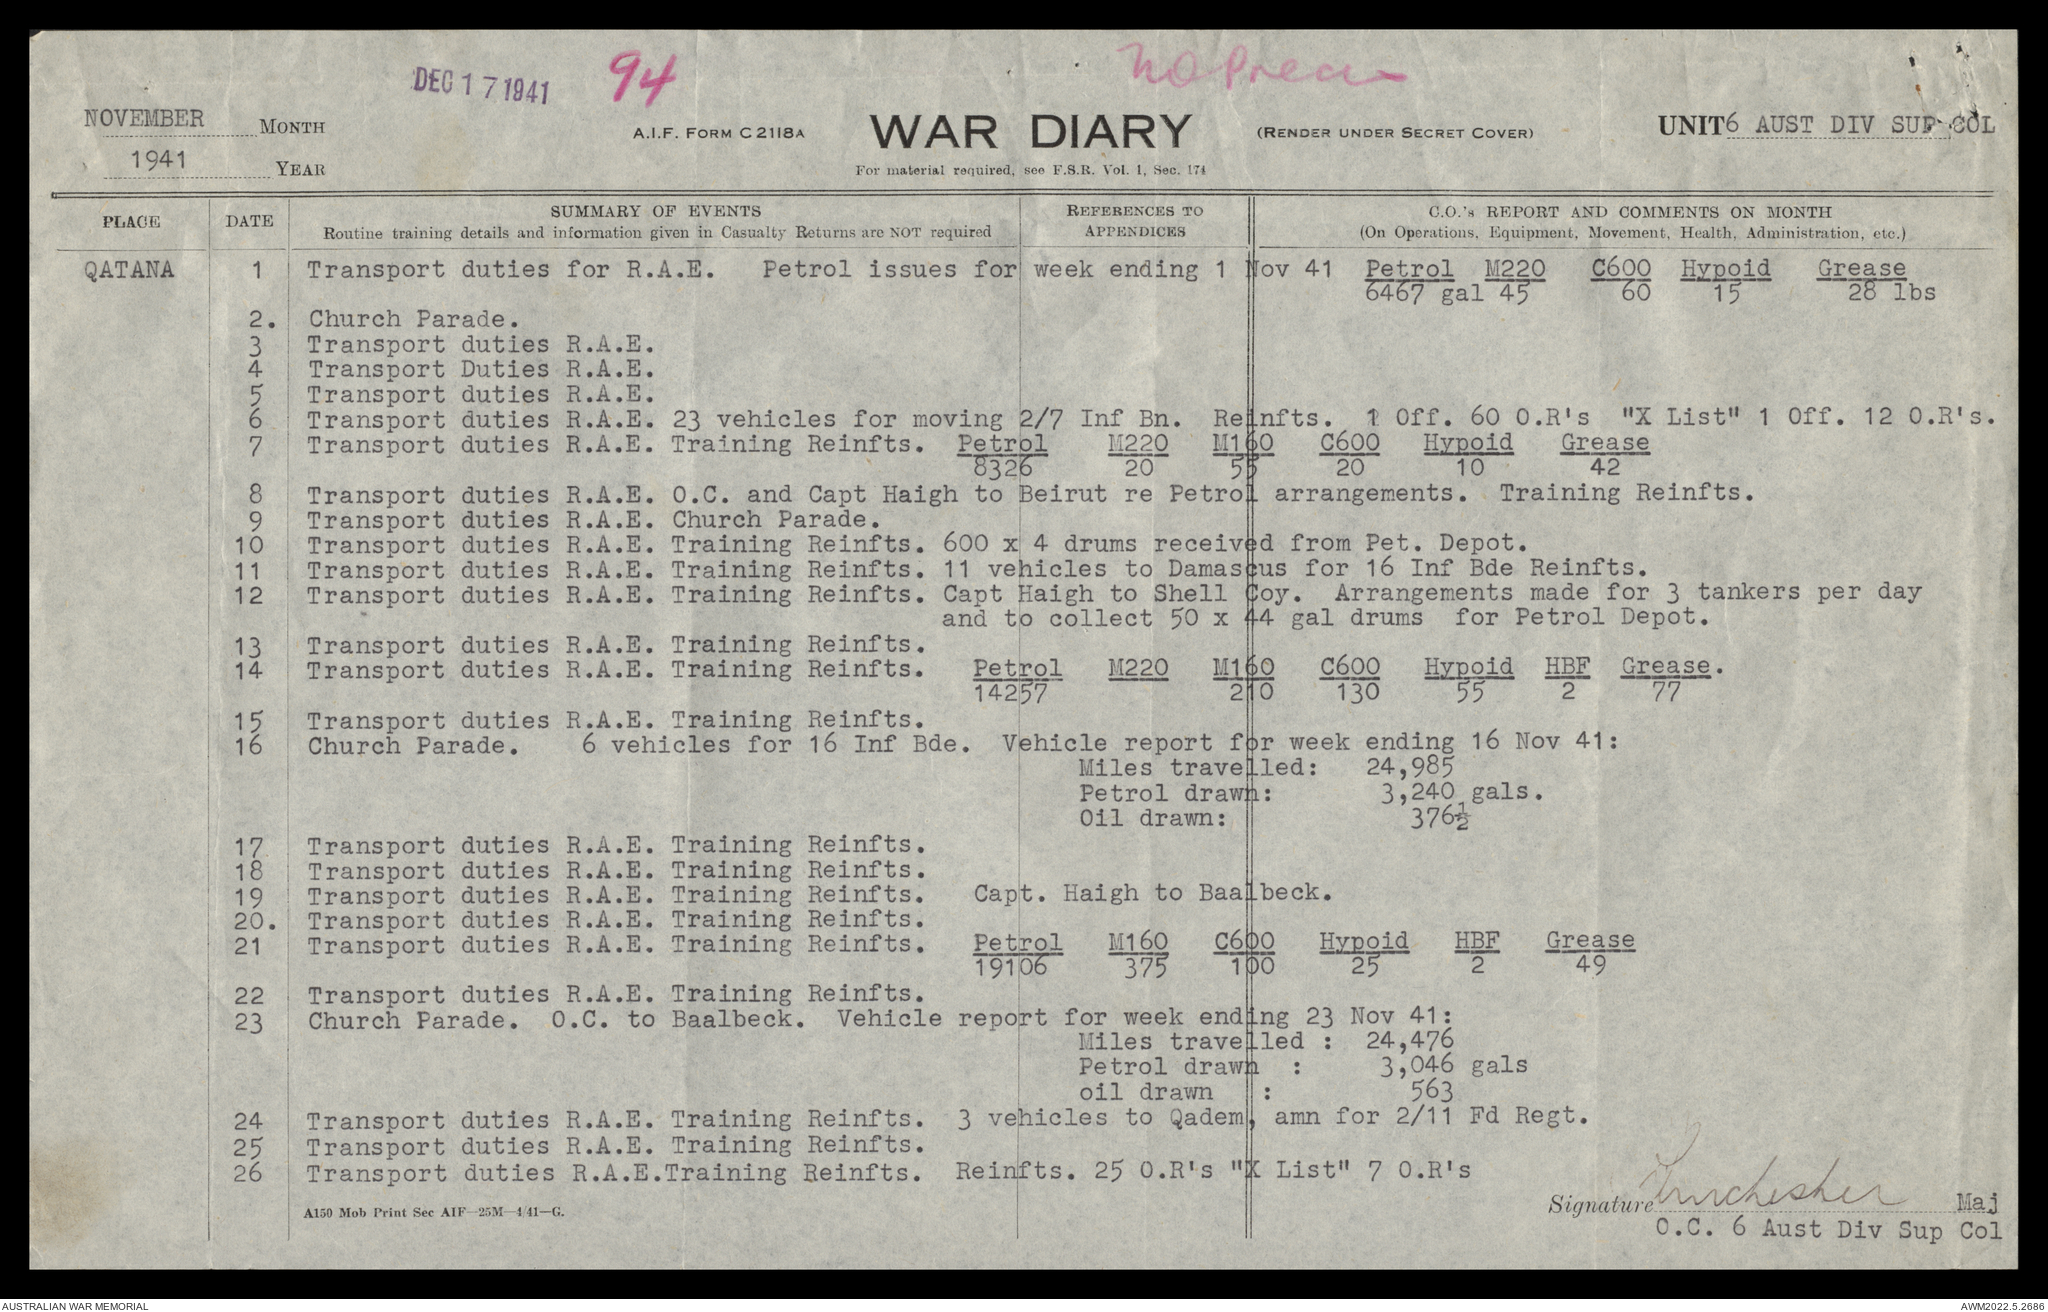 DEC 17 1941
94
NOVEMBER MONTH
1941 YEAR
A.I.F. FORM C2118A
WAR DIARY
(RENDER UNDER SECRET COVER)
For material required, see F.S.R. Vol. 1, Sec. 174
UNIT 6 AUST DIV SUP COL
PLACE DATE SUMMARY OF EVENTS REFERENCES TO APPENDICES C.O.'s REPORT AND COMMENTS ON MONTH
Routine training details and information given in Casualty Returns are NOT required (On Operations, Equipment, Movement, Health, Administration, etc.)
QATANA 1 Transport duties for R.A.E. Petrol issues for week ending 1 Nov 41 Petrol M220 C600 Hypoid Grease
6467 gal 45 60 15 28 lbs
2. Church Parade.
3 Transport duties R.A.E.
4 Transport Duties R.A.E.
5 Transport duties R.A.E.
6 Transport duties R.A.E. 23 vehicles for moving 2/7 Inf Bn. Reinfts. 1 Off. 60 O.R's "X List" 1 Off. 12 O.R's.
7 Transport duties R.A.E. Training Reinfts. Petrol M220 M160 C600 Hypoid Grease
8326 20 55 20 10 42
8 Transport duties R.A.E. O.C. and Capt Haigh to Beirut re Petrol arrangements. Training Reinfts.
9 Transport duties R.A.E. Church Parade.
10 Transport duties R.A.E. Training Reinfts. 600 x 4 drums received from Pet. Depot.
11 Transport duties R.A.E. Training Reinfts. 11 vehicles to Damascus for 16 Inf Bde Reinfts.
12 Transport duties R.A.E. Training Reinfts. Capt Haigh to Shell Coy. Arrangements made for 3 tankers per day
and to collect 50 x 44 gal drums for Petrol Depot.
13 Transport duties R.A.E. Training Reinfts.
14 Transport duties R.A.E. Training Reinfts. Petrol M220 M160 C600 Hypoid HBF Grease.
14257 210 130 55 2 77
15 Transport duties R.A.E. Training Reinfts.
16 Church Parade. 6 vehicles for 16 Inf Bde. Vehicle report for week ending 16 Nov 41:
Miles travelled: 24,985
Petrol drawn: 3,240 gals.
Oil drawn: 376½
17 Transport duties R.A.E. Training Reinfts.
18 Transport duties R.A.E. Training Reinfts.
19 Transport duties R.A.E. Training Reinfts. Capt. Haigh to Baalbeck.
20. Transport duties R.A.E. Training Reinfts.
21 Transport duties R.A.E. Training Reinfts. Petrol M160 C600 Hypoid HBF Grease
19106 375 100 25 2 49
22 Transport duties R.A.E. Training Reinfts.
23 Church Parade. O.C. to Baalbeck. Vehicle report for week ending 23 Nov 41:
Miles travelled : 24,476
Petrol drawn : 3,046 gals
oil drawn : 563
24 Transport duties R.A.E. Training Reinfts. 3 vehicles to Qadem, amn for 2/11 Fd Regt.
25 Transport duties R.A.E. Training Reinfts.
26 Transport duties R.A.E.Training Reinfts. Reinfts. 25 O.R's "X List" 7 O.R's
Signature Maj
A150 Mob Print Sec AIF—25M—4/41—G.
O.C. 6 Aust Div Sup Col
AUSTRALIAN WAR MEMORIAL
AWM2022.5.2686